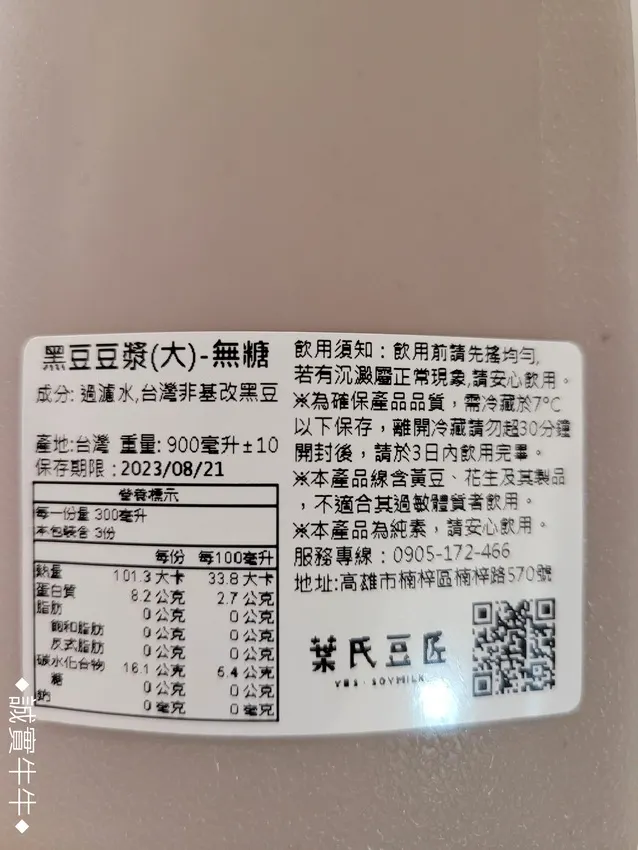 黑豆豆漿(大)-無糖
成分: 過濾水,台灣非基改黑豆
產地:台灣 重量: 900毫升±10
保存期限 : 2023/08/21
營養標示
每一份量 300毫升
本包裝含 3份
每份 每100毫升
熱量 101.3 大卡 33.8 大卡
蛋白質 8.2 公克 2.7 公克
脂肪 0 公克 0 公克
飽和脂肪 0 公克 0 公克
反式脂肪 0 公克 0 公克
碳水化合物 16.1 公克 5.4 公克
糖 0 公克 0 公克
鈉 0 毫克 0 毫克
飲用須知：飲用前請先搖均勻,
若有沉澱屬正常現象,請安心飲用。
※為確保產品品質，需冷藏於7°C
以下保存，離開冷藏請勿超30分鐘
開封後，請於3日內飲用完畢。
※本產品線含黃豆、花生及其製品
，不適合其過敏體質者飲用。
※本產品為純素，請安心飲用。
服務專線：0905-172-466
地址:高雄市楠梓區楠梓路570號
葉氏豆匠
YES · SOYMILK
◆誠實牛牛◆